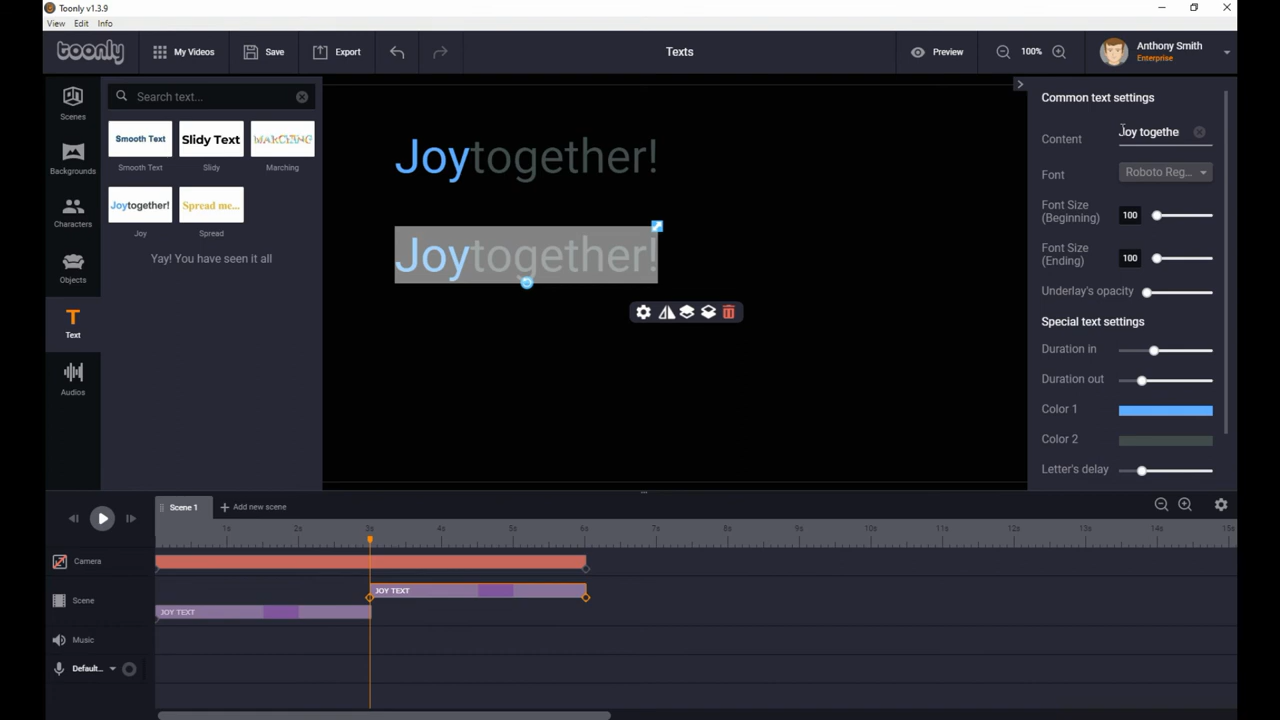 Toonly v1.3.9
View Edit Info
toonly My Videos Save Export Texts Preview 100% Anthony Smith
Enterprise
Scenes
Backgrounds
Characters
Objects
Text
Audios
Search text...
Smooth Text Slidy Text MARCHING
Smooth Text Slidy Marching
Joytogether! Spread me...
Joy Spread
Yay! You have seen it all
Joytogether!
Joytogether!
Common text settings
Content Joy togethe
Font Roboto Reg...
Font Size (Beginning) 100
Font Size (Ending) 100
Underlay's opacity
Special text settings
Duration in
Duration out
Color 1
Color 2
Letter's delay
Scene 1 Add new scene
1s 2s 3s 4s 5s 6s 7s 8s 9s 10s 11s 12s 13s 14s 15s
Camera
Scene
JOY TEXT
JOY TEXT
Music
Default...